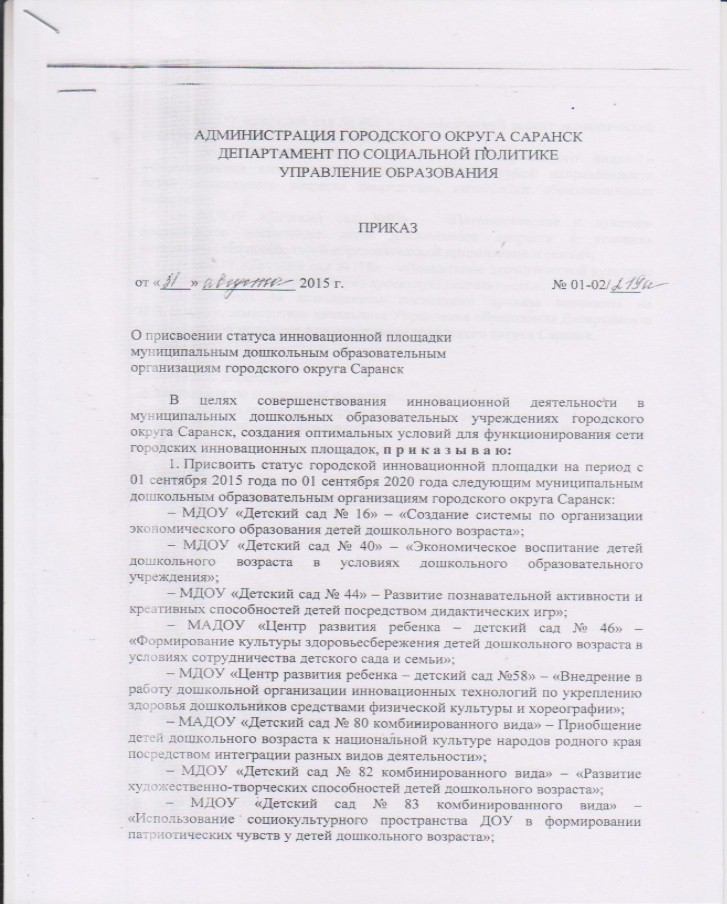 АДМИНИСТРАЦИЯ ГОРОДСКОГО ОКРУГА САРАНСК
ДЕПАРТАМЕНТ ПО СОЦИАЛЬНОЙ ПОЛИТИКЕ
УПРАВЛЕНИЕ ОБРАЗОВАНИЯ
ПРИКАЗ
от «31» августа 2015 г. № 01-02/219а
О присвоении статуса инновационной площадки
муниципальным дошкольным образовательным
организациям городского округа Саранск
В целях совершенствования инновационной деятельности в
муниципальных дошкольных образовательных учреждениях городского
округа Саранск, создания оптимальных условий для функционирования сети
городских инновационных площадок, п р и к а з ы в а ю:
1. Присвоить статус городской инновационной площадки на период с
01 сентября 2015 года по 01 сентября 2020 года следующим муниципальным
дошкольным образовательным организациям городского округа Саранск:
– МДОУ «Детский сад № 16» – «Создание системы по организации
экономического образования детей дошкольного возраста»;
– МДОУ «Детский сад № 40» – «Экономическое воспитание детей
дошкольного возраста в условиях дошкольного образовательного
учреждения»;
– МДОУ «Детский сад № 44» – Развитие познавательной активности и
креативных способностей детей посредством дидактических игр»;
– МАДОУ «Центр развития ребенка – детский сад № 46» –
«Формирование культуры здоровьесбережения детей дошкольного возраста в
условиях сотрудничества детского сада и семьи»;
– МДОУ «Центр развития ребенка – детский сад №58» – «Внедрение в
работу дошкольной организации инновационных технологий по укреплению
здоровья дошкольников средствами физической культуры и хореографии»;
– МАДОУ «Детский сад № 80 комбинированного вида» – Приобщение
детей дошкольного возраста к национальной культуре народов родного края
посредством интеграции разных видов деятельности»;
– МДОУ «Детский сад № 82 комбинированного вида» – «Развитие
художественно-творческих способностей детей дошкольного возраста»;
– МДОУ «Детский сад № 83 комбинированного вида» –
«Использование социокультурного пространства ДОУ в формировании
патриотических чувств у детей дошкольного возраста»;